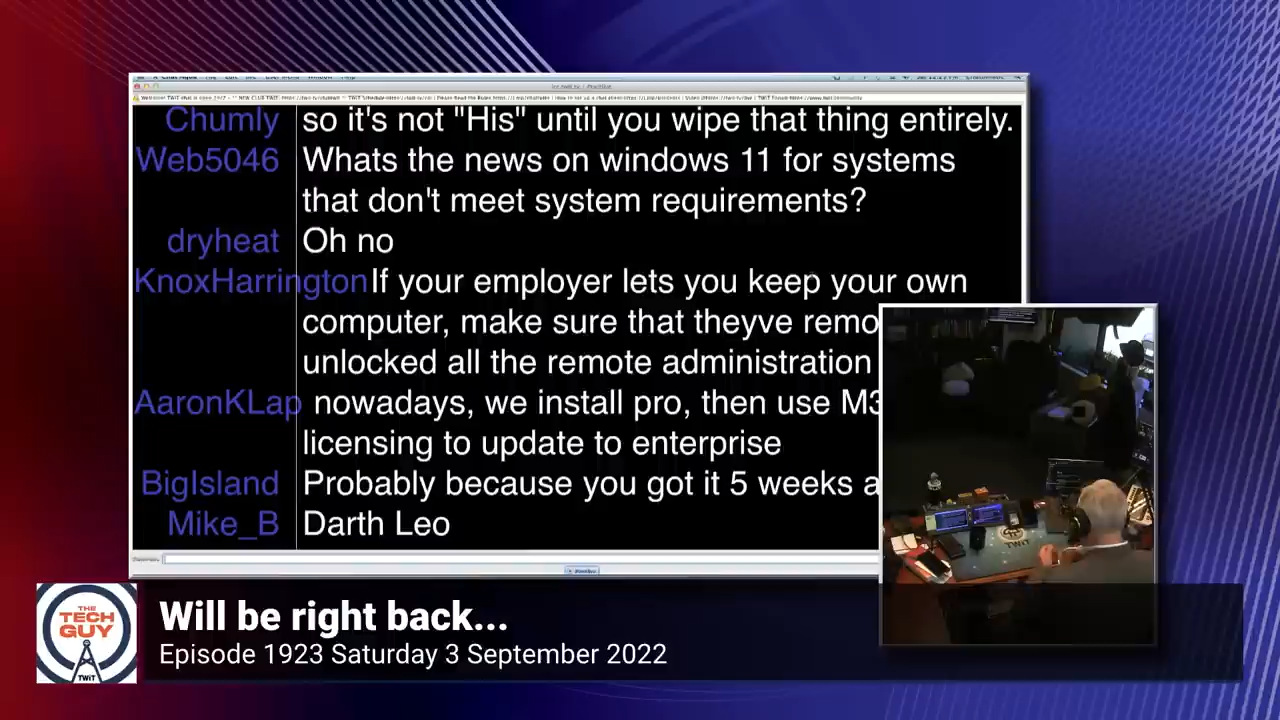 Chumly so it's not "His" until you wipe that thing entirely.
Web5046 Whats the news on windows 11 for systems
that don't meet system requirements?
dryheat Oh no
KnoxHarrington If your employer lets you keep your own
computer, make sure that theyve remo
unlocked all the remote administration
AaronKLap nowadays, we install pro, then use M3
licensing to update to enterprise
BigIsland Probably because you got it 5 weeks a
Mike_B Darth Leo
THE
TECH
GUY
TWiT
Will be right back...
Episode 1923 Saturday 3 September 2022
TWiT